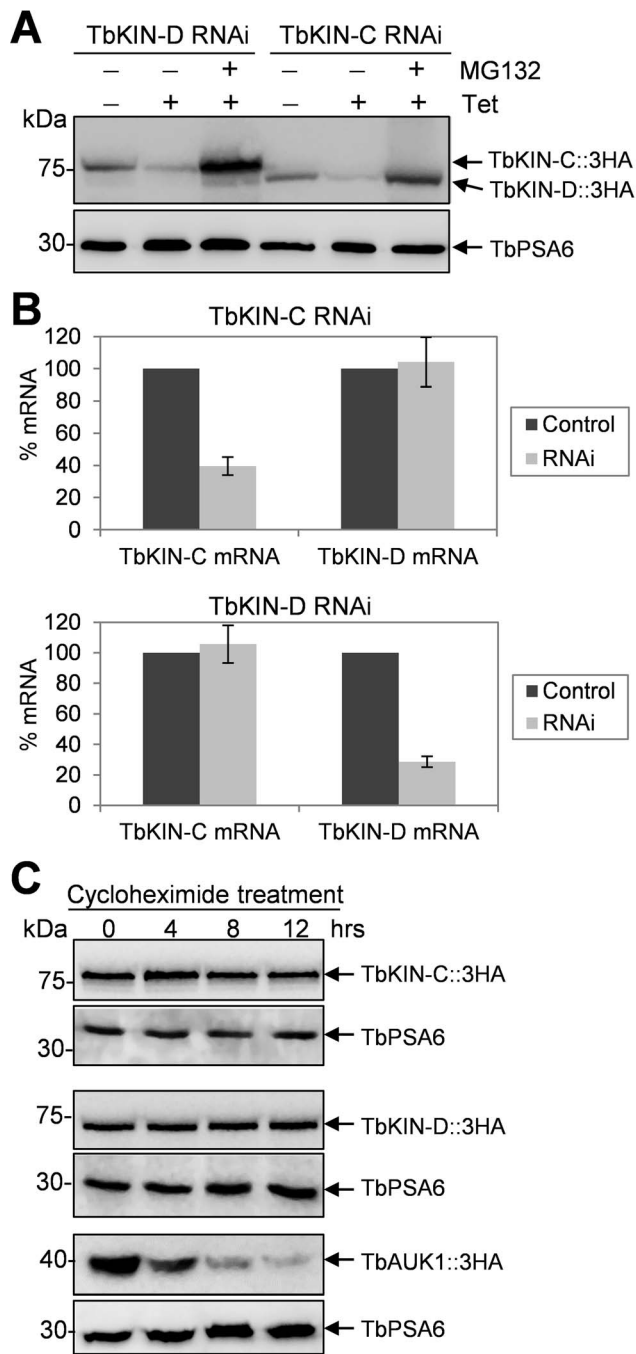 A
TbKIN-D RNAi TbKIN-C RNAi
– – + – – + MG132
– + + – + + Tet
kDa
75-
TbKIN-C::3HA
TbKIN-D::3HA
30-
TbPSA6
B
TbKIN-C RNAi
120
100
80
60
40
20
0
% mRNA
TbKIN-C mRNA TbKIN-D mRNA
Control
RNAi
TbKIN-D RNAi
120
100
80
60
40
20
0
% mRNA
TbKIN-C mRNA TbKIN-D mRNA
Control
RNAi
C
Cycloheximide treatment
kDa 0 4 8 12 hrs
75-
TbKIN-C::3HA
30-
TbPSA6
75-
TbKIN-D::3HA
30-
TbPSA6
40-
TbAUK1::3HA
30-
TbPSA6